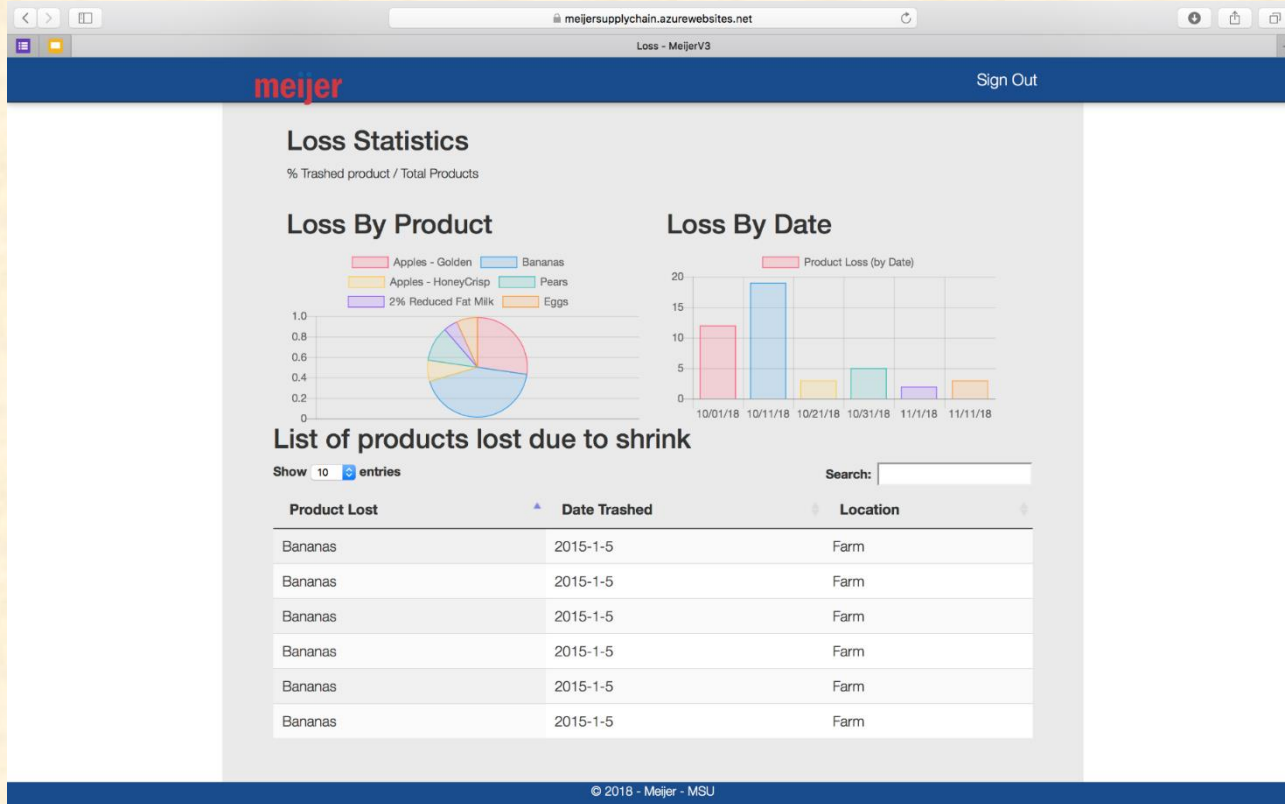 meijersupplychain.azurewebsites.net
Loss - MeijerV3
meijer
Sign Out
Loss Statistics
% Trashed product / Total Products
Loss By Product
Apples - Golden Bananas
Apples - HoneyCrisp Pears
2% Reduced Fat Milk Eggs
1.0
0.8
0.6
0.4
0.2
0
Loss By Date
Product Loss (by Date)
20
15
10
5
0
10/01/18 10/11/18 10/21/18 10/31/18 11/1/18 11/11/18
List of products lost due to shrink
Show 10 entries
Search:
Product Lost Date Trashed Location
Bananas 2015-1-5 Farm
Bananas 2015-1-5 Farm
Bananas 2015-1-5 Farm
Bananas 2015-1-5 Farm
Bananas 2015-1-5 Farm
Bananas 2015-1-5 Farm
© 2018 - Meijer - MSU